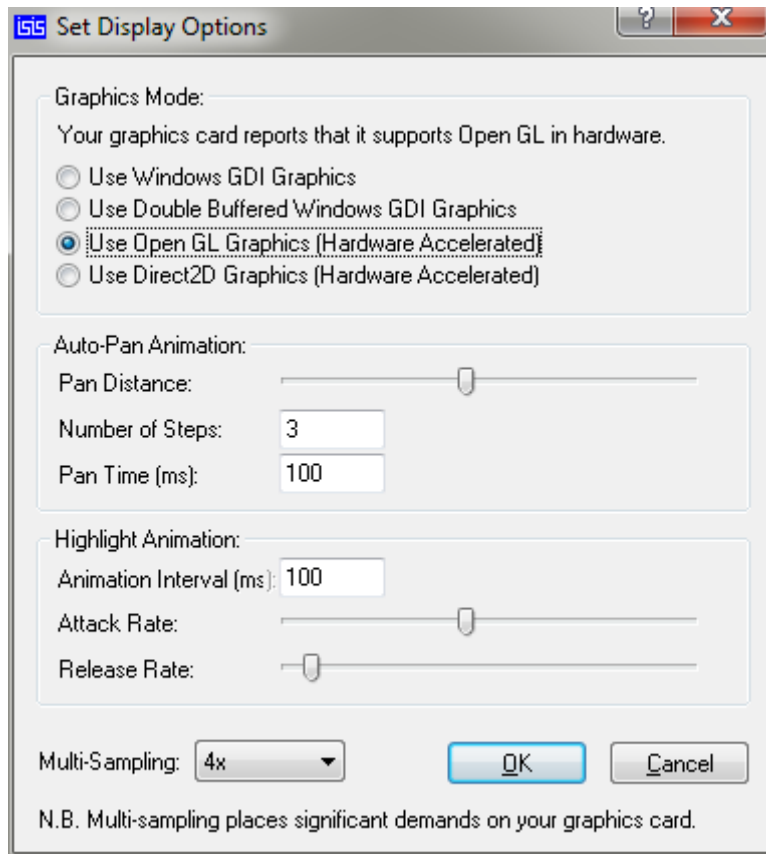 isis Set Display Options ? X
Graphics Mode:
Your graphics card reports that it supports Open GL in hardware.
Use Windows GDI Graphics
Use Double Buffered Windows GDI Graphics
Use Open GL Graphics (Hardware Accelerated)
Use Direct2D Graphics (Hardware Accelerated)
Auto-Pan Animation:
Pan Distance:
Number of Steps: 3
Pan Time (ms): 100
Highlight Animation:
Animation Interval (ms): 100
Attack Rate:
Release Rate:
Multi-Sampling: 4x OK Cancel
N.B. Multi-sampling places significant demands on your graphics card.